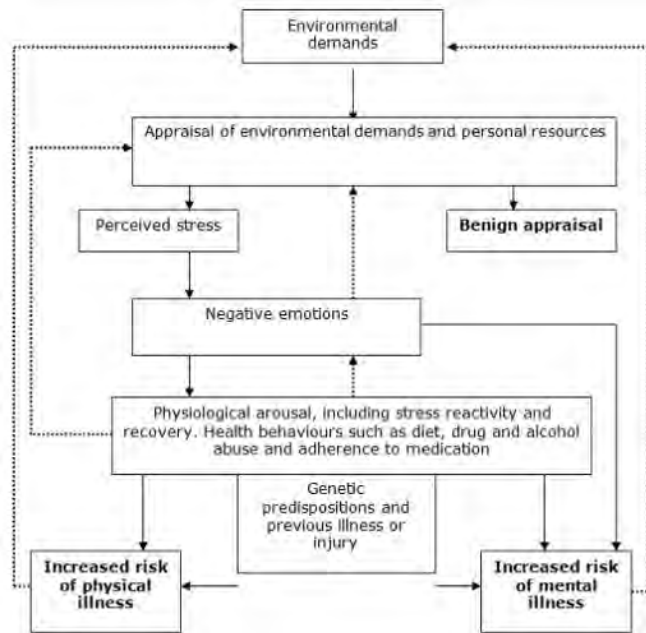 Environmental
demands
Appraisal of environmental demands and personal resources
Perceived stress
Benign appraisal
Negative emotions
Physiological arousal, including stress reactivity and
recovery. Health behaviours such as diet, drug and alcohol
abuse and adherence to medication
Genetic
predispositions and
previous illness or
injury
Increased risk
of physical
illness
Increased risk
of mental
illness